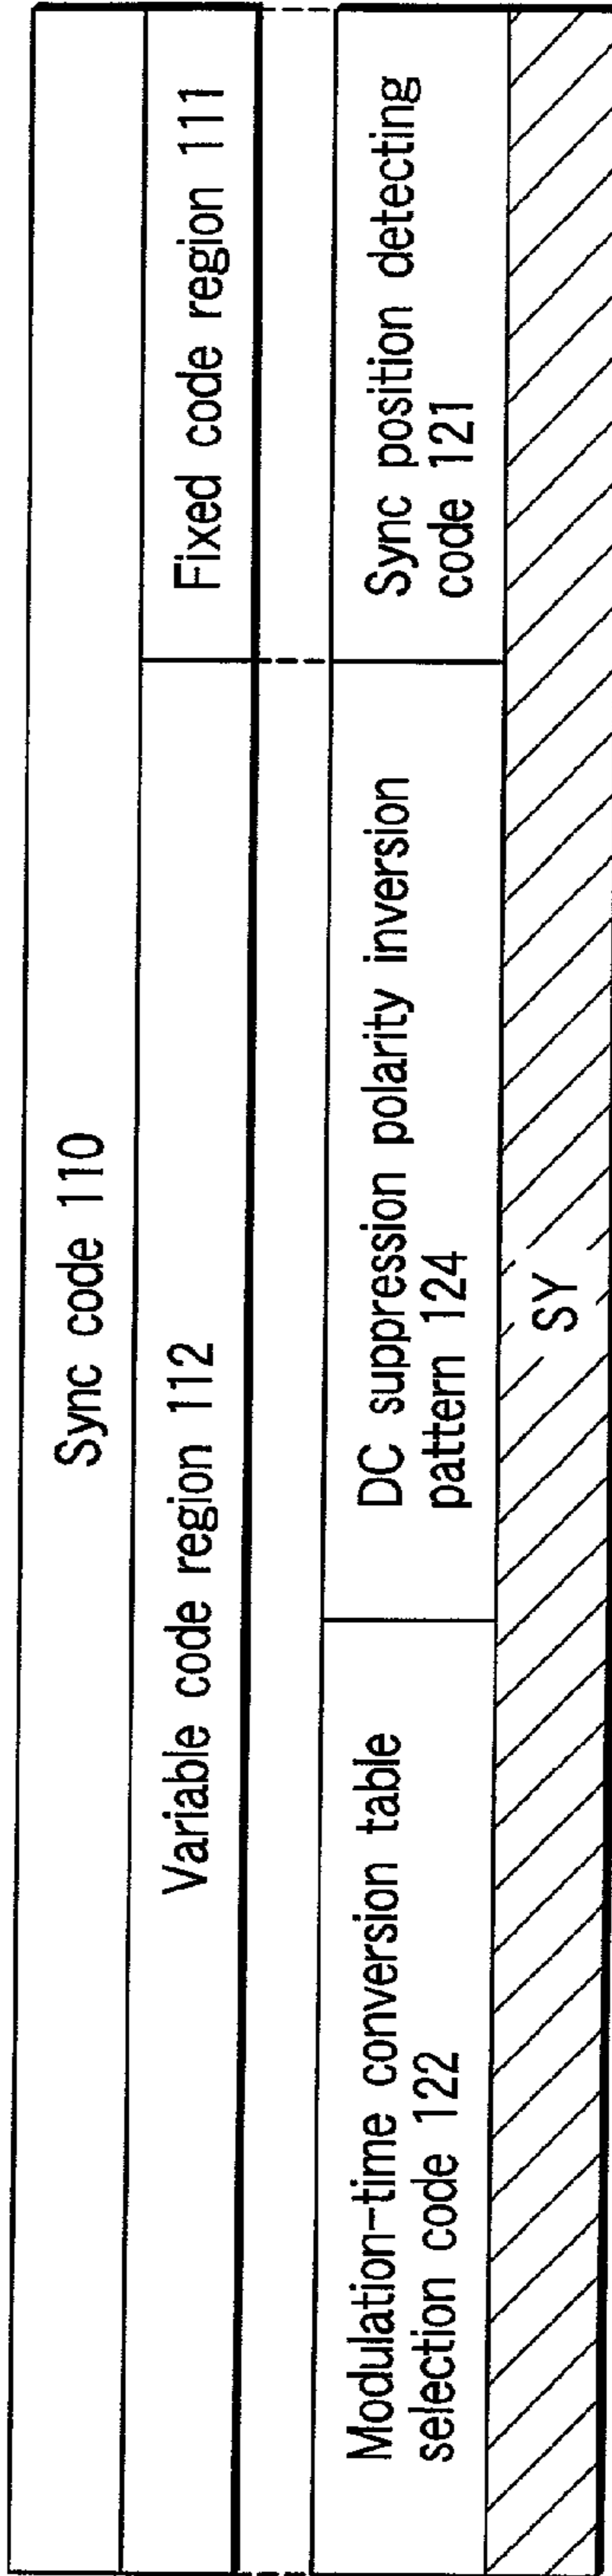 Sync code 110
Variable code region 112
Fixed code region 111
Modulation-time conversion table
selection code 122
DC suppression polarity inversion
pattern 124
Sync position detecting
code 121
SY